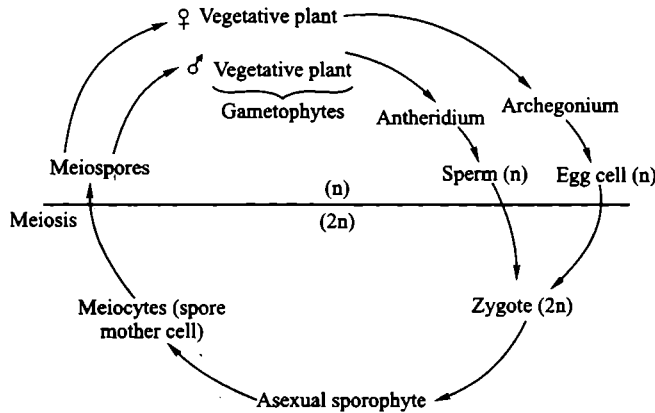 ♀ Vegetative plant
♂ Vegetative plant
Gametophytes
Antheridium
Archegonium
Meiospores
Sperm (n)
Egg cell (n)
(n)
Meiosis
(2n)
Meiocytes (spore
mother cell)
Zygote (2n)
Asexual sporophyte